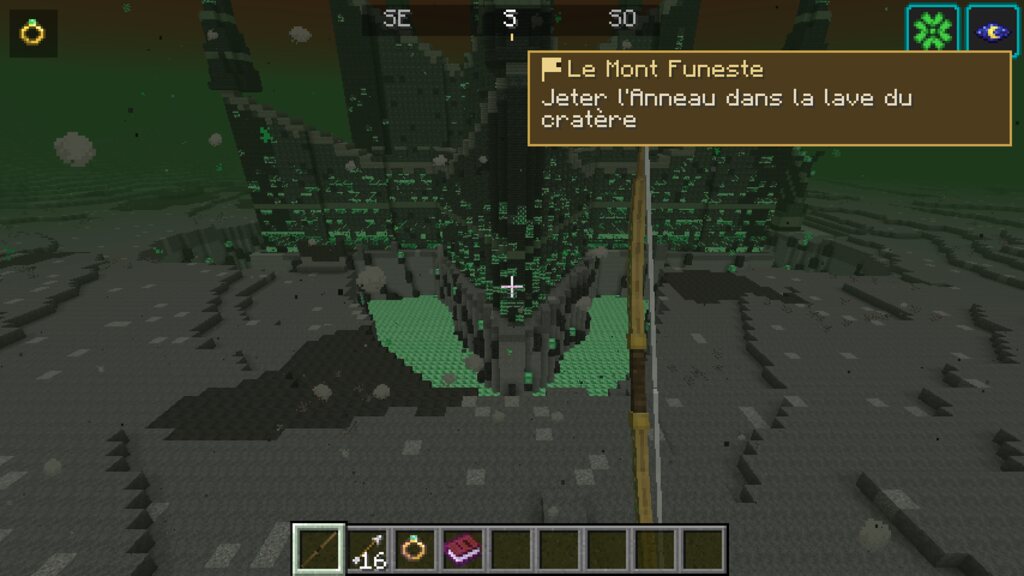 SE S SO
Le Mont Funeste
Jeter l'Anneau dans la lave du
cratère
+16